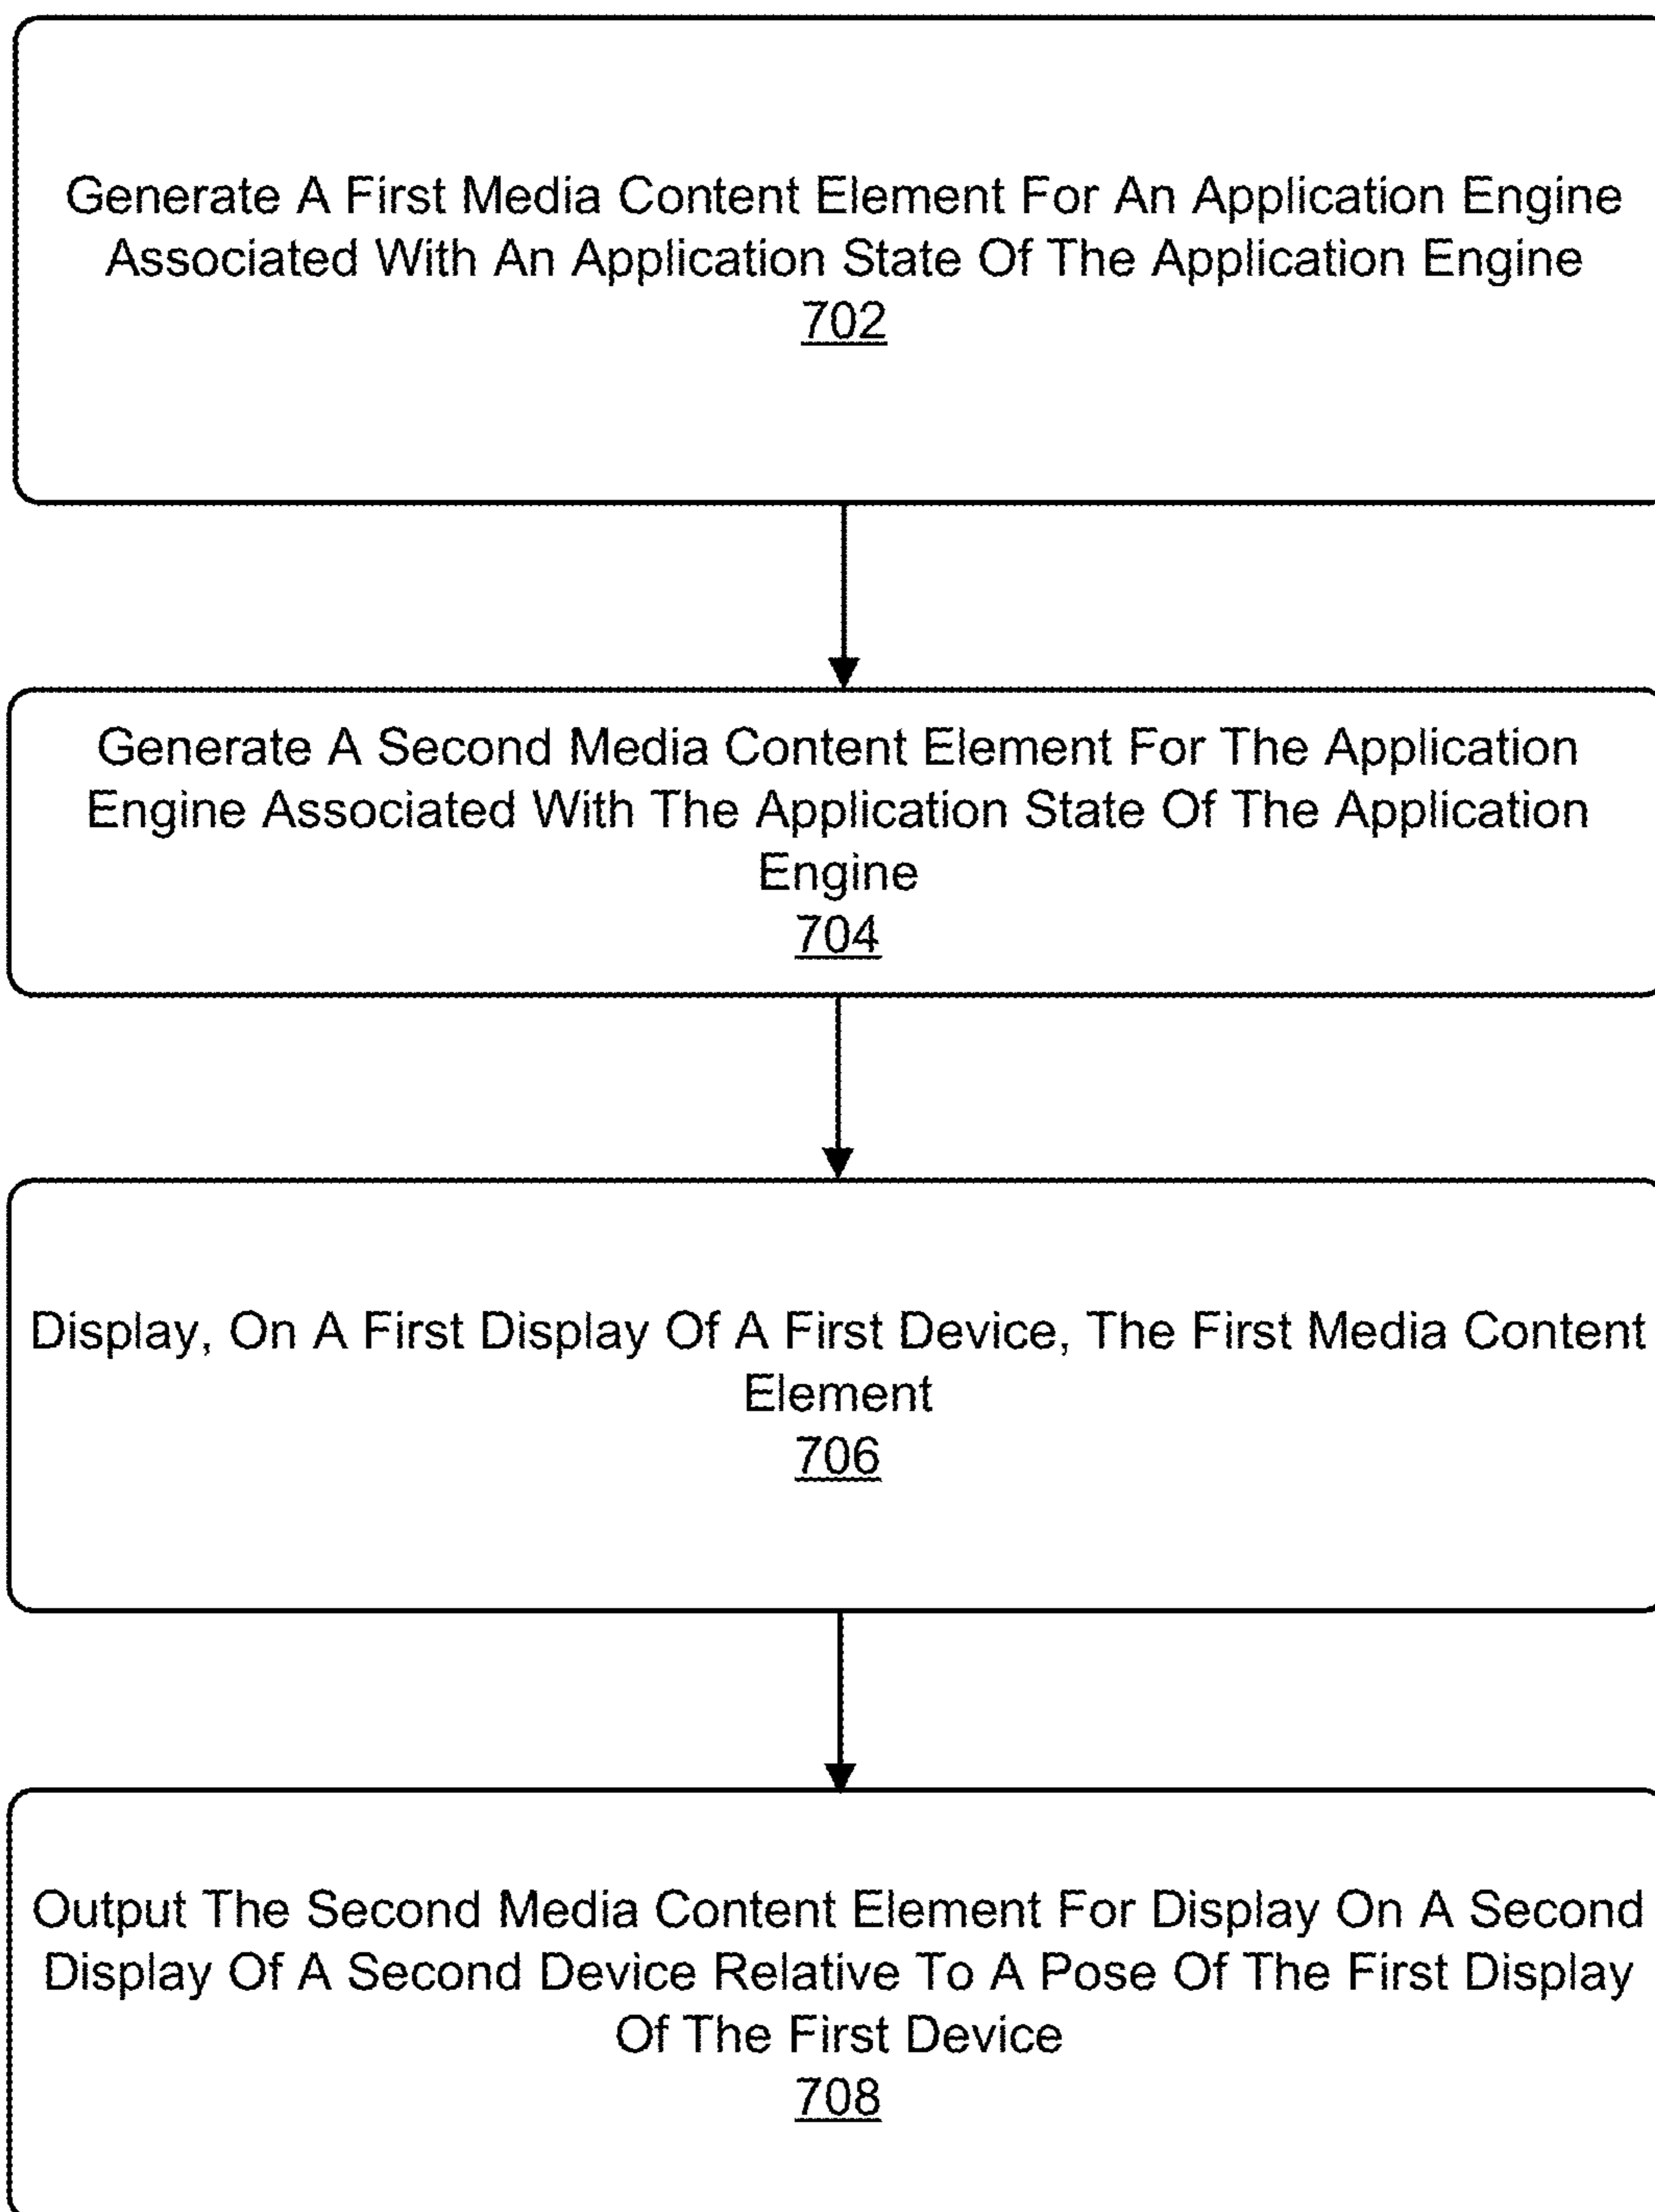 Generate A First Media Content Element For An Application Engine
Associated With An Application State Of The Application Engine
702
Generate A Second Media Content Element For The Application
Engine Associated With The Application State Of The Application
Engine
704
Display, On A First Display Of A First Device, The First Media Content
Element
706
Output The Second Media Content Element For Display On A Second
Display Of A Second Device Relative To A Pose Of The First Display
Of The First Device
708